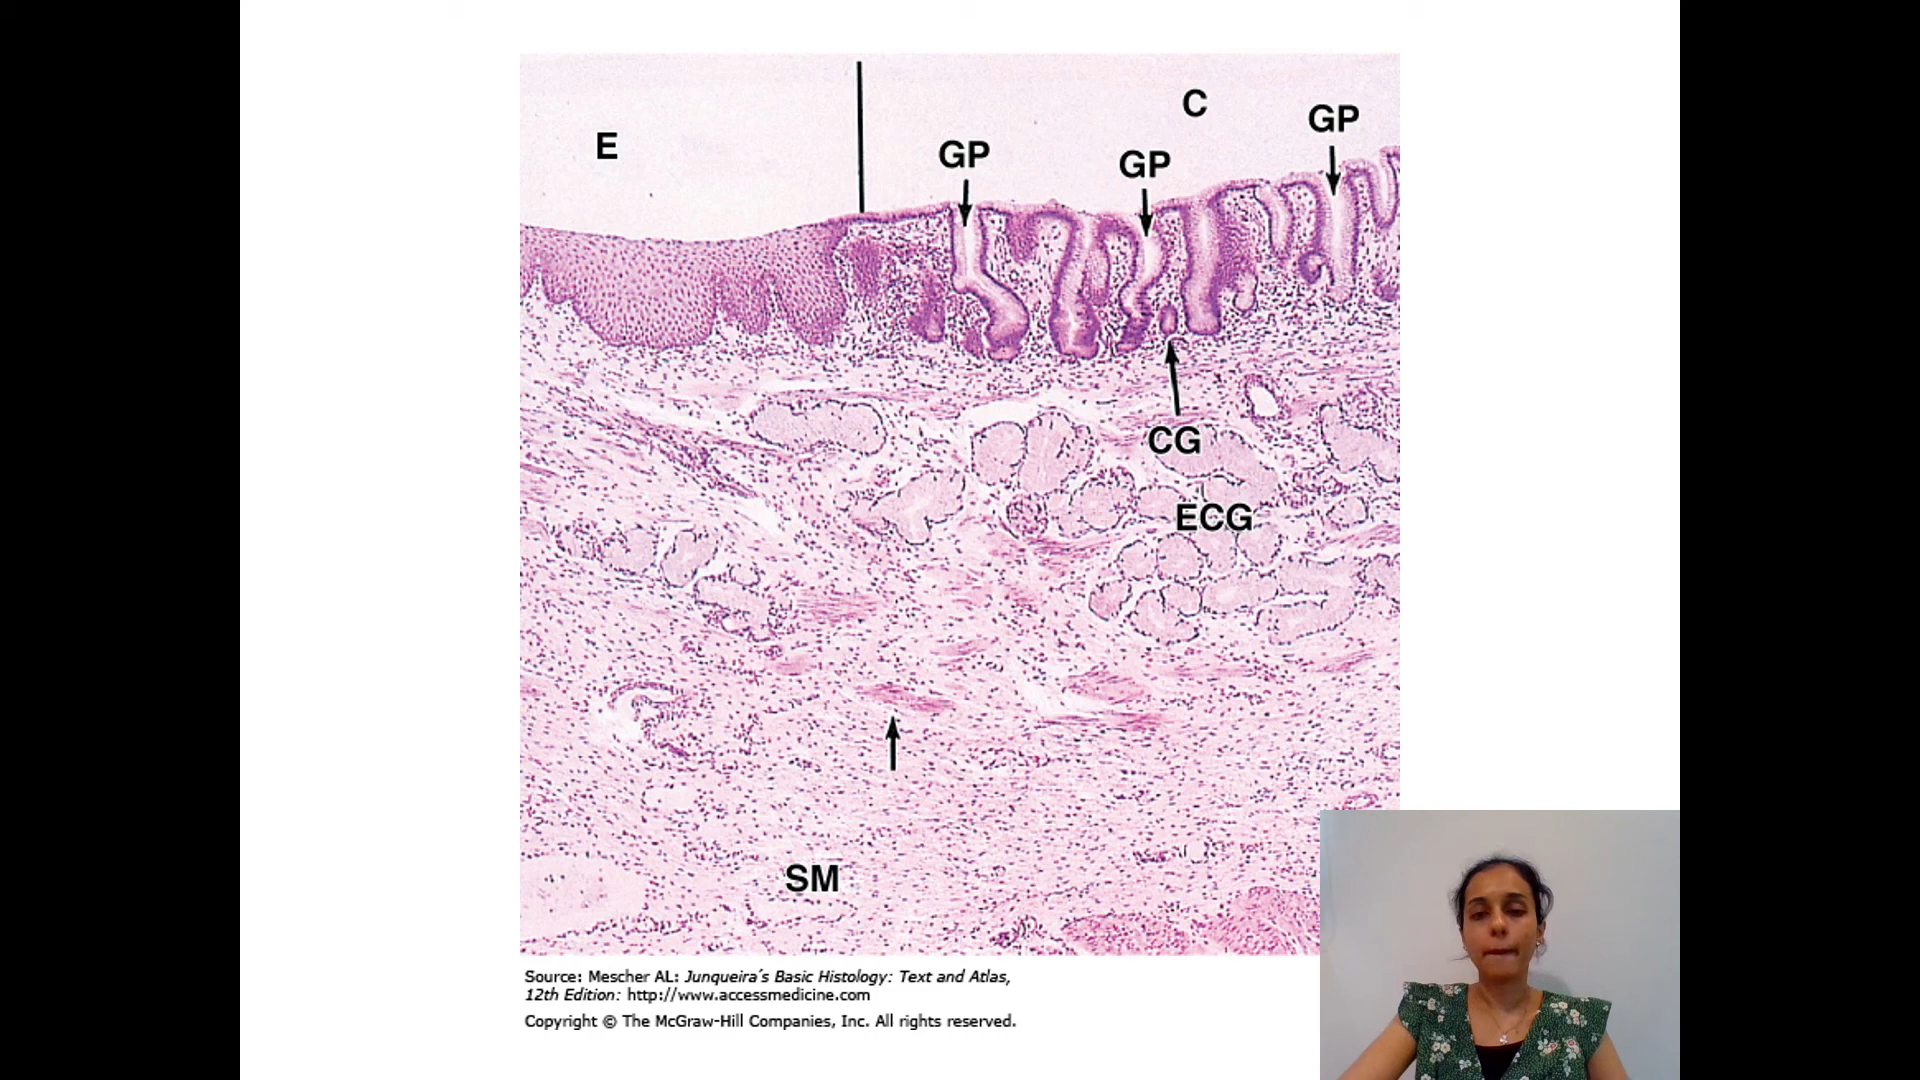 E
C
GP
GP
GP
CG
ECG
SM
Source: Mescher AL: Junqueira´s Basic Histology: Text and Atlas,
12th Edition: http://www.accessmedicine.com
Copyright © The McGraw-Hill Companies, Inc. All rights reserved.